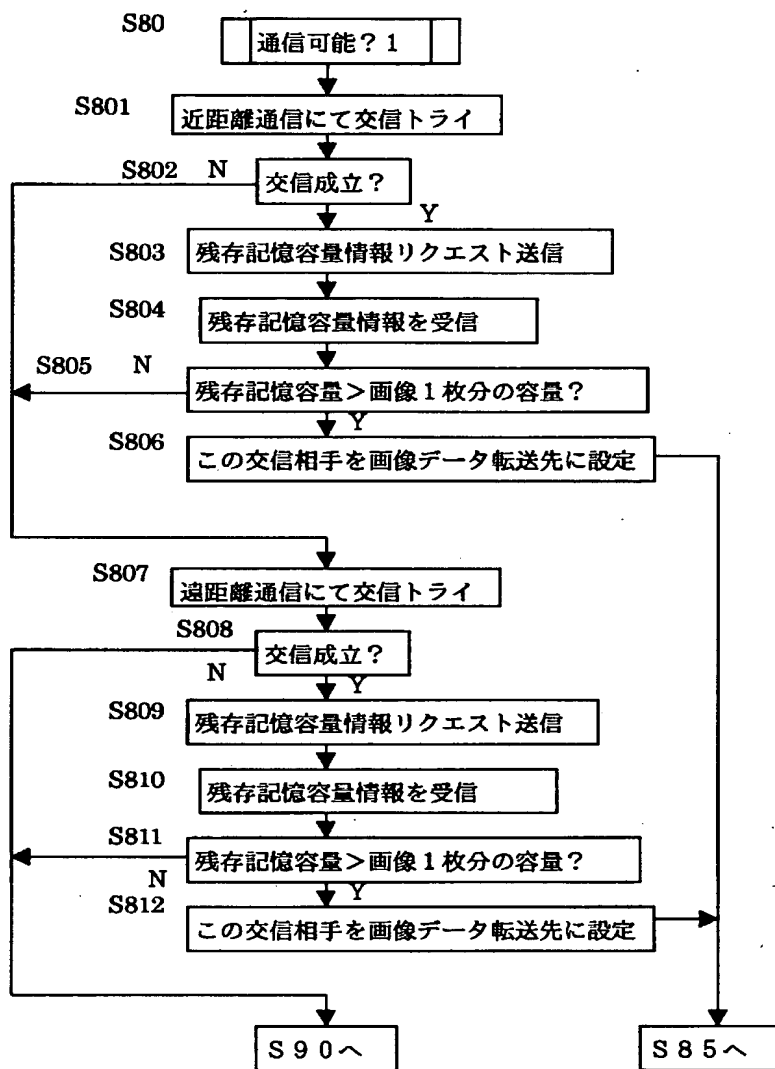 S80
通信可能？１
S801
近距離通信にて交信トライ
S802 N
交信成立？
Y
S803
残存記憶容量情報リクエスト送信
S804
残存記憶容量情報を受信
S805 N
残存記憶容量＞画像１枚分の容量？
Y
S806
この交信相手を画像データ転送先に設定
S807
遠距離通信にて交信トライ
S808
交信成立？
N
Y
S809
残存記憶容量情報リクエスト送信
S810
残存記憶容量情報を受信
S811
残存記憶容量＞画像１枚分の容量？
N
Y
S812
この交信相手を画像データ転送先に設定
Ｓ９０へ
Ｓ８５へ